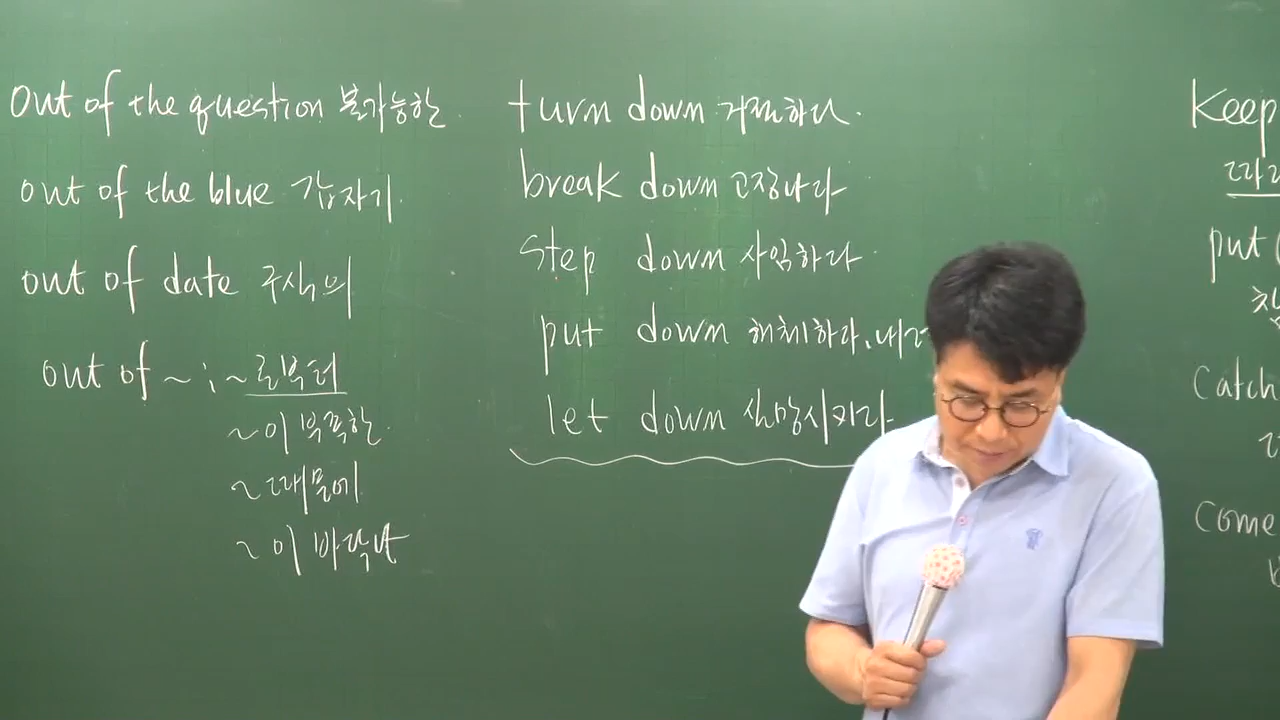 out of the question 불가능한
out of the blue 갑자기
out of date 구식의
out of ~ ; ~로부터
~이 부족한
~ 때문에
~이 바닥나
turn down 거절하다.
break down 고장나다
step down 사임하다
put down 해체하다, 내려
let down 실망시키다
Keep
put
catch
come